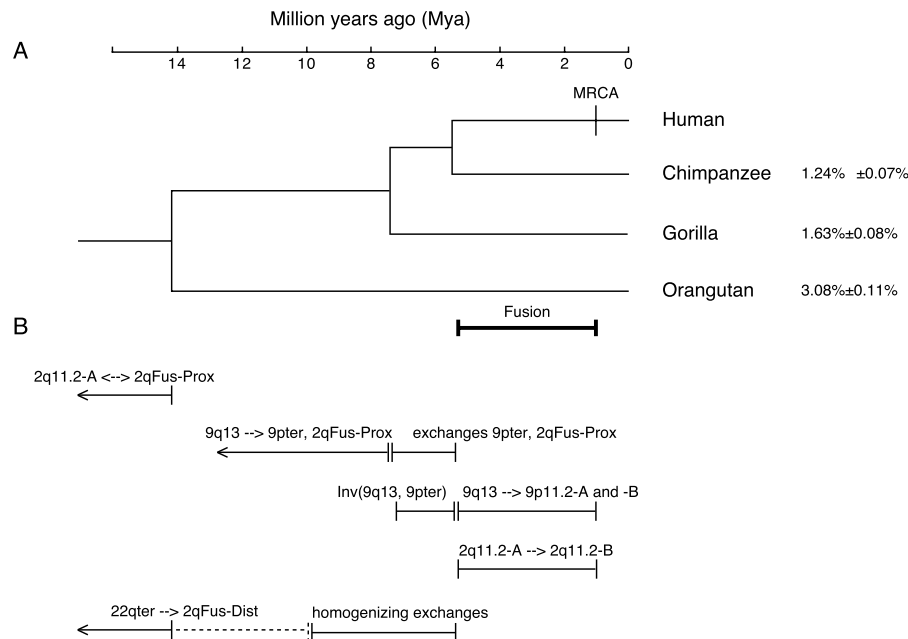 Million years ago (Mya)
A
14 12 10 8 6 4 2 0
MRCA
Human
Chimpanzee 1.24% ±0.07%
Gorilla 1.63%±0.08%
Orangutan 3.08%±0.11%
Fusion
B
2q11.2-A <--> 2qFus-Prox
9q13 --> 9pter, 2qFus-Prox exchanges 9pter, 2qFus-Prox
Inv(9q13, 9pter) 9q13 --> 9p11.2-A and -B
2q11.2-A --> 2q11.2-B
22qter --> 2qFus-Dist homogenizing exchanges